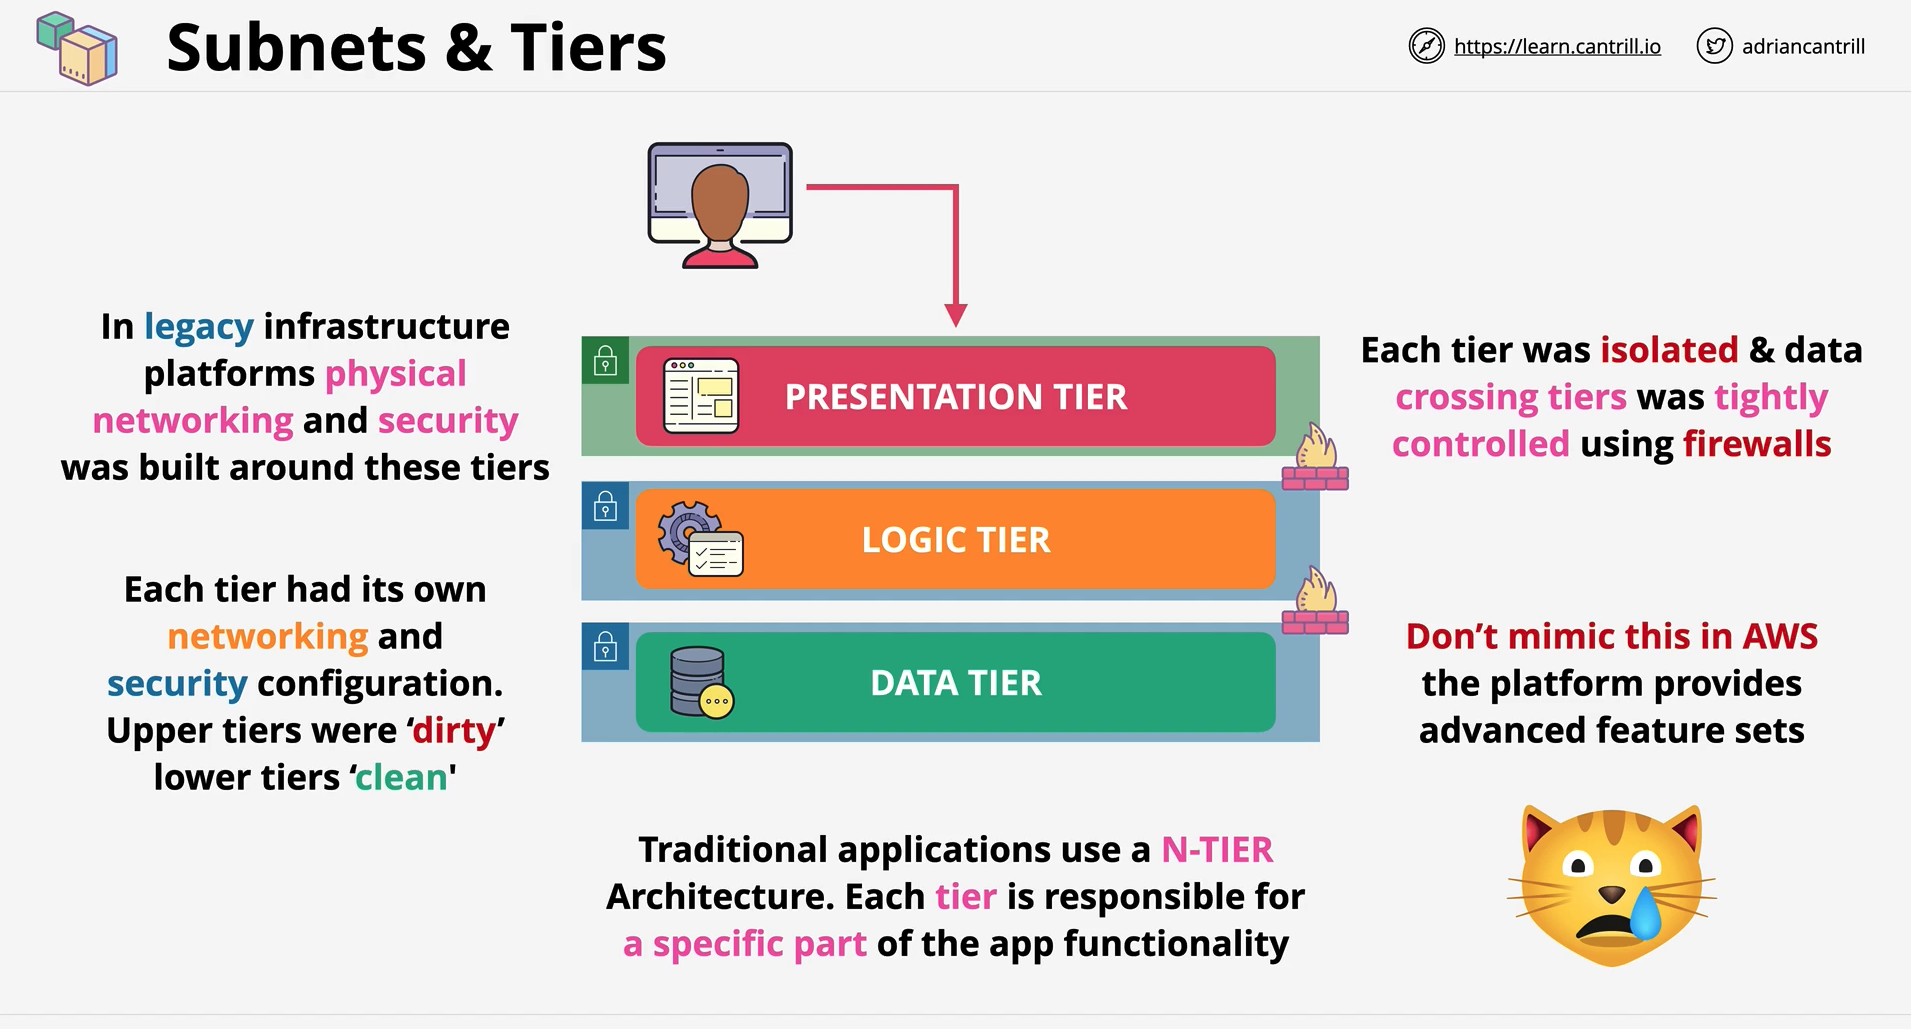 Subnets & Tiers
https://learn.cantrill.io
adriancantrill
In legacy infrastructure
platforms physical
networking and security
was built around these tiers
Each tier had its own
networking and
security configuration.
Upper tiers were ‘dirty’
lower tiers ‘clean'
PRESENTATION TIER
LOGIC TIER
DATA TIER
Each tier was isolated & data
crossing tiers was tightly
controlled using firewalls
Don’t mimic this in AWS
the platform provides
advanced feature sets
Traditional applications use a N-TIER
Architecture. Each tier is responsible for
a specific part of the app functionality